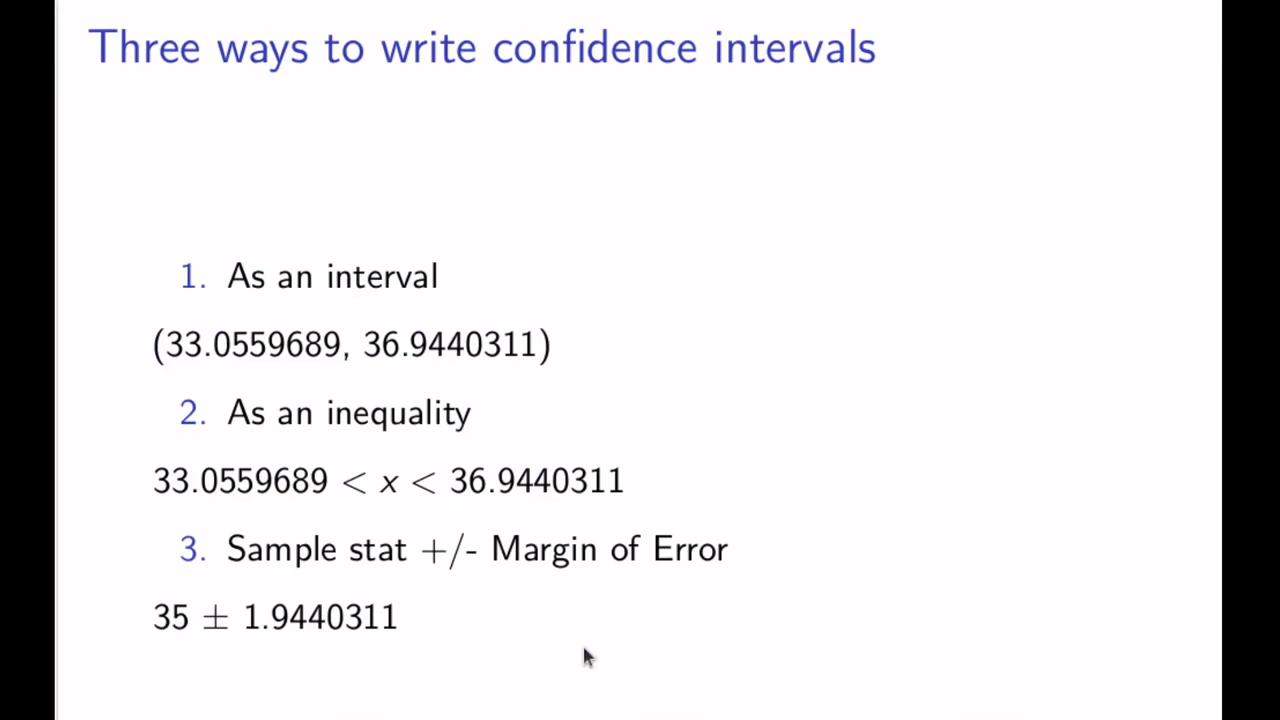 Three ways to write confidence intervals
1. As an interval
(33.0559689, 36.9440311)
2. As an inequality
33.0559689 < x < 36.9440311
3. Sample stat +/- Margin of Error
35 ± 1.9440311